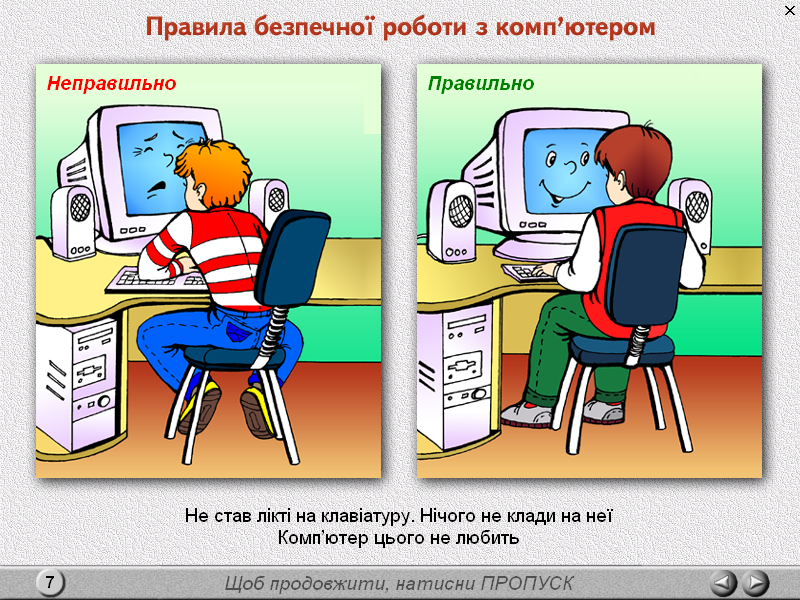 Правила безпечної роботи з комп’ютером
Неправильно
Правильно
Не став лікті на клавіатуру. Нічого не клади на неї
Комп’ютер цього не любить
7
Щоб продовжити, натисни ПРОПУСК